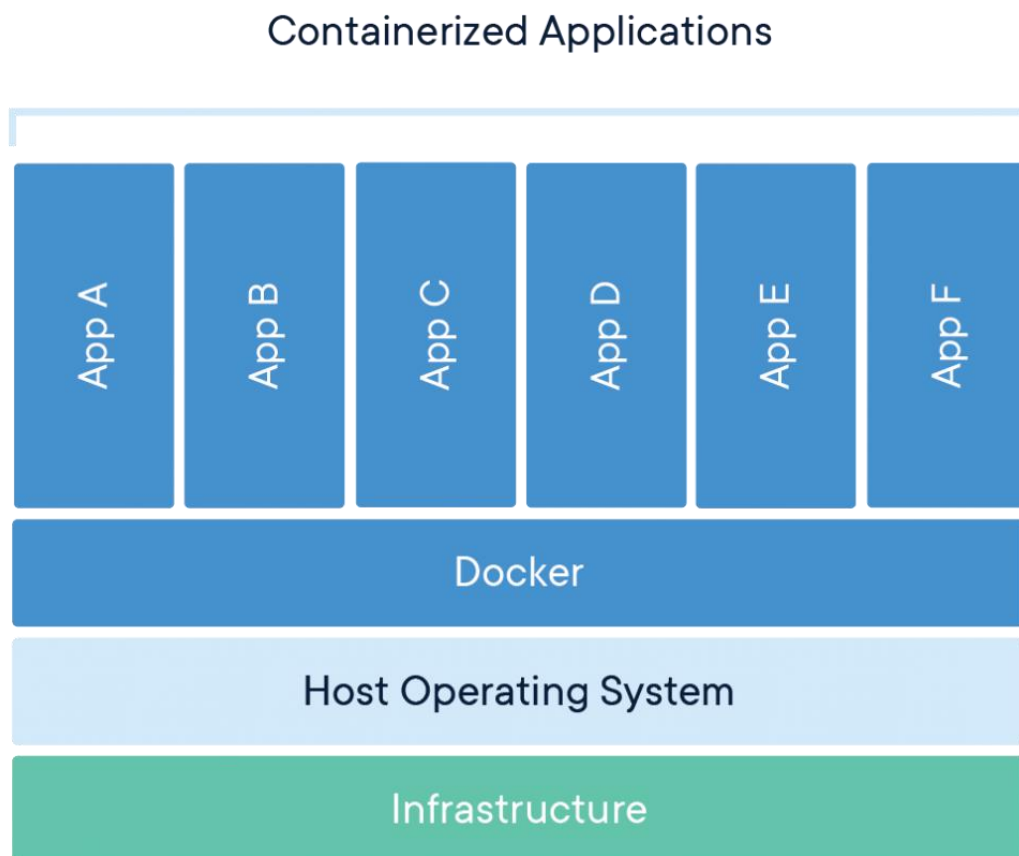 Containerized Applications
App A
App B
App C
App D
App E
App F
Docker
Host Operating System
Infrastructure